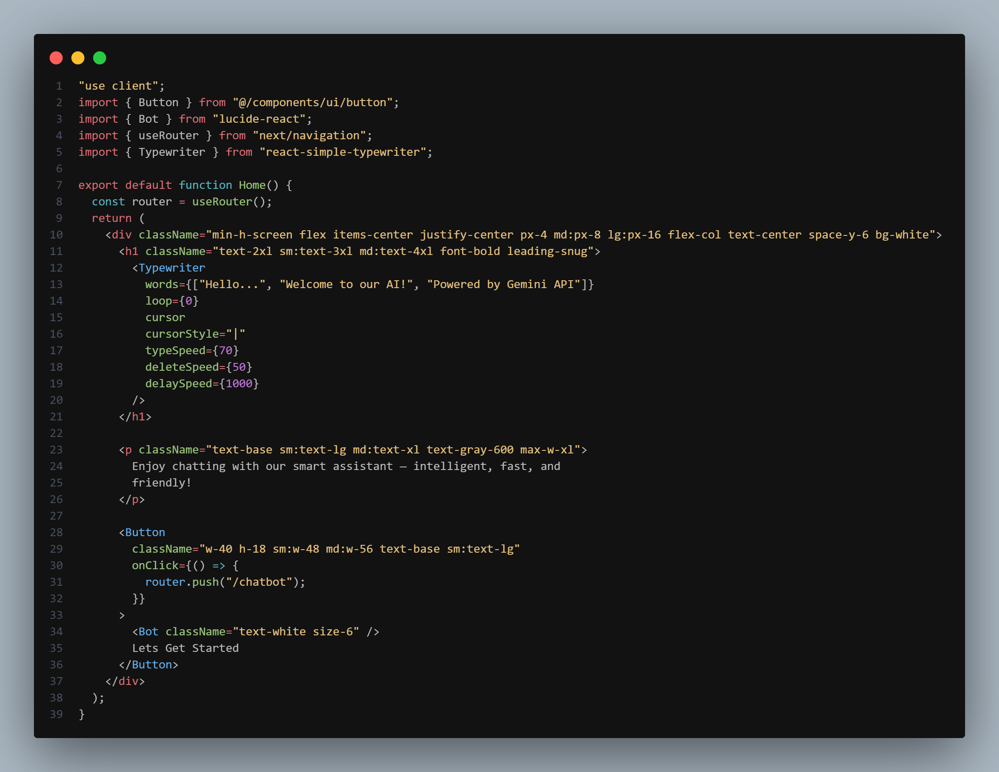 1 "use client";
2 import { Button } from "@/components/ui/button";
3 import { Bot } from "lucide-react";
4 import { useRouter } from "next/navigation";
5 import { Typewriter } from "react-simple-typewriter";
6
7 export default function Home() {
8   const router = useRouter();
9   return (
10     <div className="min-h-screen flex items-center justify-center px-4 md:px-8 lg:px-16 flex-col text-center space-y-6 bg-white">
11       <h1 className="text-2xl sm:text-3xl md:text-4xl font-bold leading-snug">
12         <Typewriter
13           words={["Hello...", "Welcome to our AI!", "Powered by Gemini API"]}
14           loop={0}
15           cursor
16           cursorStyle="|"
17           typeSpeed={70}
18           deleteSpeed={50}
19           delaySpeed={1000}
20         />
21       </h1>
22
23       <p className="text-base sm:text-lg md:text-xl text-gray-600 max-w-xl">
24         Enjoy chatting with our smart assistant — intelligent, fast, and
25         friendly!
26       </p>
27
28       <Button
29         className="w-40 h-18 sm:w-48 md:w-56 text-base sm:text-lg"
30         onClick={() => {
31           router.push("/chatbot");
32         }}
33       >
34         <Bot className="text-white size-6" />
35         Lets Get Started
36       </Button>
37     </div>
38   );
39 }